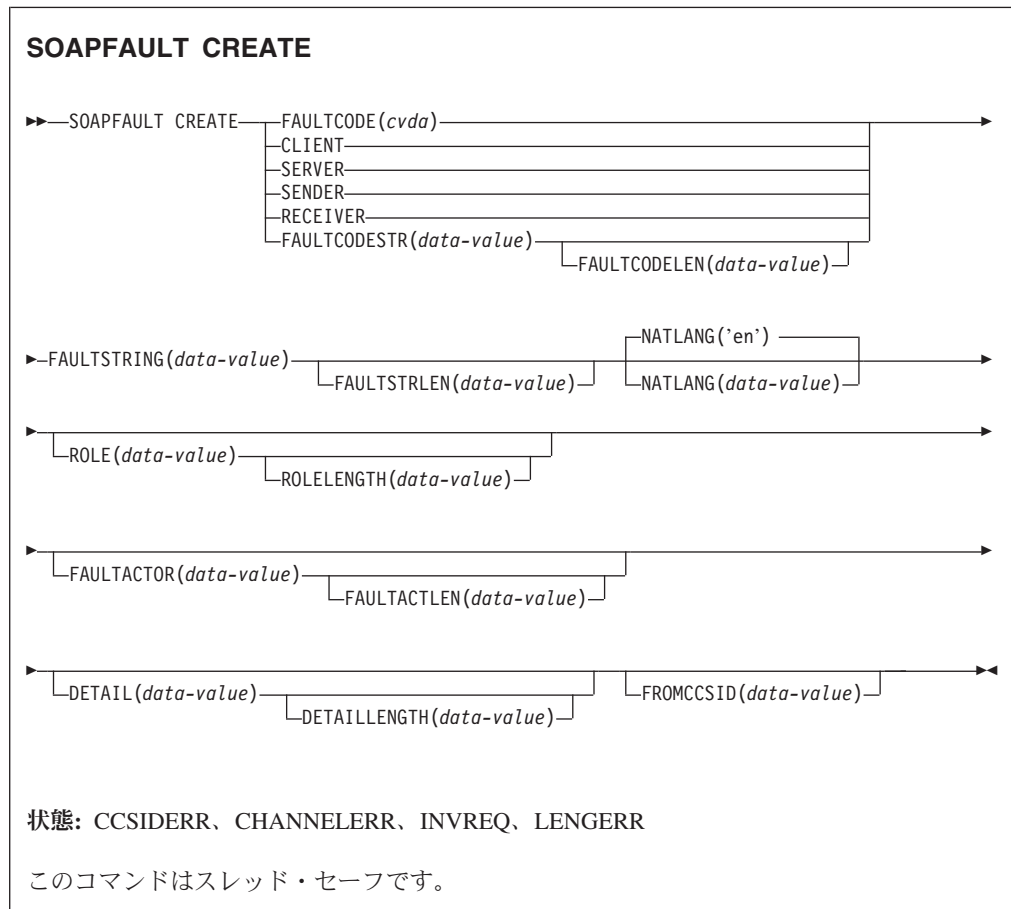 SOAPFAULT CREATE
SOAPFAULT CREATE FAULTCODE(cvda)
CLIENT
SERVER
SENDER
RECEIVER
FAULTCODESTR(data-value)
FAULTCODELEN(data-value)
NATLANG('en')
FAULTSTRING(data-value)
FAULTSTRLEN(data-value) NATLANG(data-value)
ROLE(data-value)
ROLELENGTH(data-value)
FAULTACTOR(data-value)
FAULTACTLEN(data-value)
DETAIL(data-value) FROMCCSID(data-value)
DETAILLENGTH(data-value)
状態: CCSIDERR、CHANNELERR、INVREQ、LENGERR
このコマンドはスレッド・セーフです。